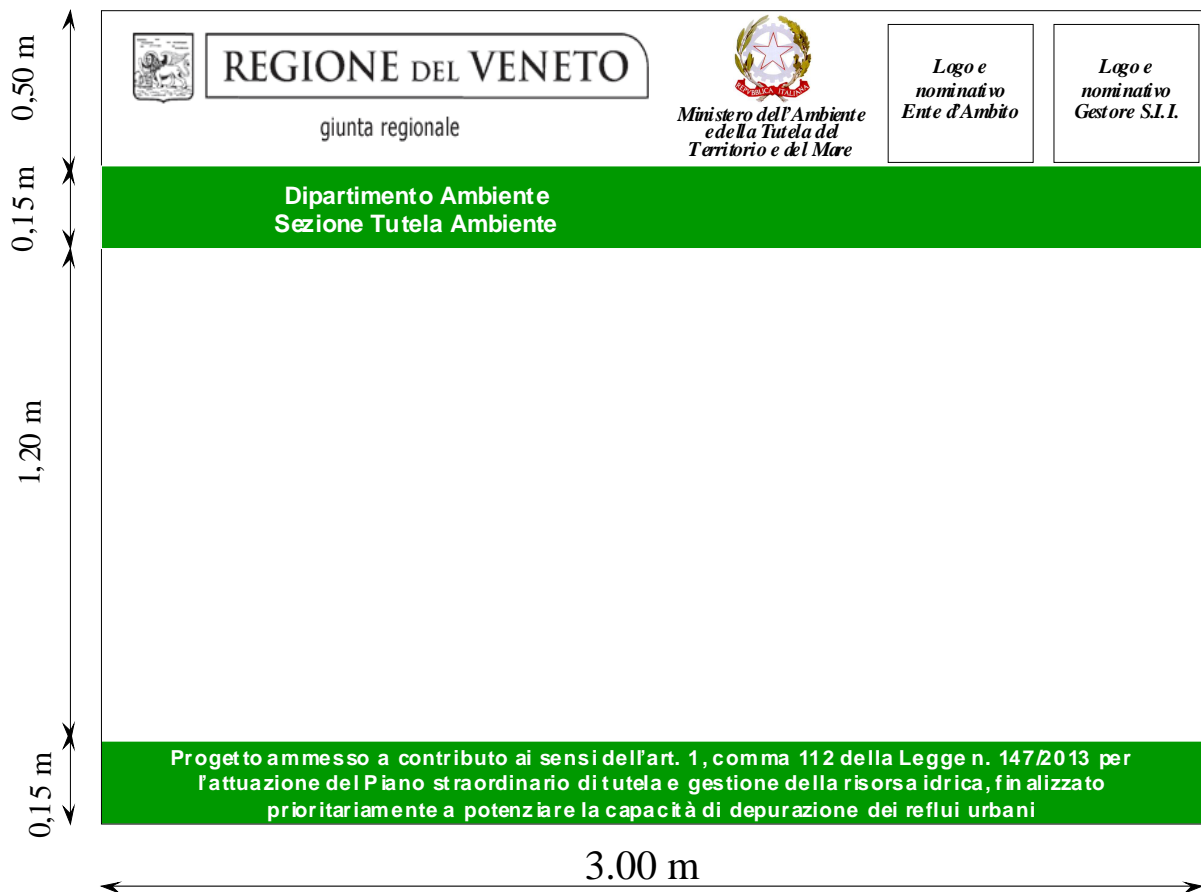 0,50 m
REGIONE DEL VENETO
giunta regionale
REPVBBLICA ITALIANA
Ministero dell'Ambiente
e della Tutela del
Territorio e del Mare
Logo e
nominativo
Ente d'Ambito
Logo e
nominativo
Gestore S.I.I.
0,15 m
Dipartimento Ambiente
Sezione Tutela Ambiente
1,20 m
0,15 m
Progetto ammesso a contributo ai sensi dell'art. 1, comma 112 della Legge n. 147/2013 per
l'attuazione del Piano straordinario di tutela e gestione della risorsa idrica, finalizzato
prioritariamente a potenziare la capacità di depurazione dei reflui urbani
3.00 m